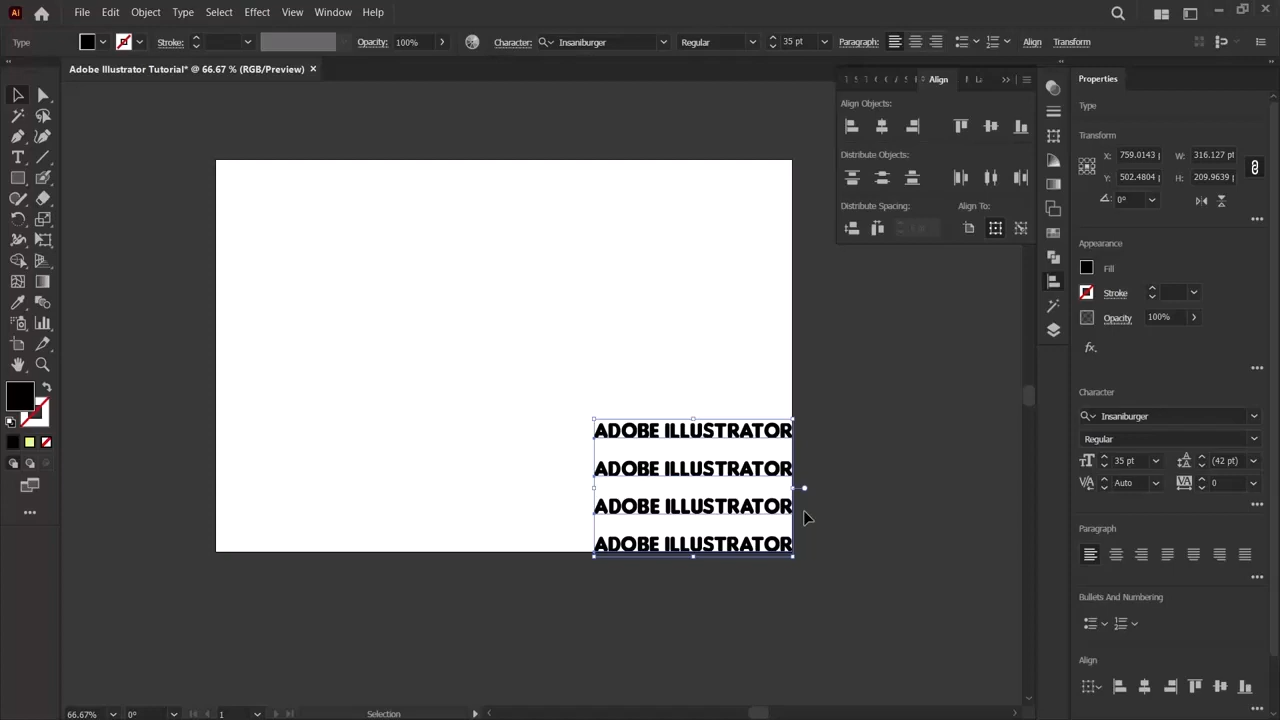 Ai File Edit Object Type Select Effect View Window Help
Type Stroke: Opacity: 100% Character: Insaniburger Regular 35 pt Paragraph: Align Transform
Adobe Illustrator Tutorial* @ 66.67 % (RGB/Preview) ×
Align
Align Objects:
Distribute Objects:
Distribute Spacing: Align To:
ADOBE ILLUSTRATOR
ADOBE ILLUSTRATOR
ADOBE ILLUSTRATOR
ADOBE ILLUSTRATOR
Properties
Type
Transform
X: 759.0143 W: 316.127 pt
Y: 502.4804 H: 209.9639
0°
Appearance
Fill
Stroke
Opacity 100%
fx.
Character
Insaniburger
Regular
35 pt (42 pt)
Auto 0
Paragraph
Bullets And Numbering
Align
66.67% 0° 1 Selection